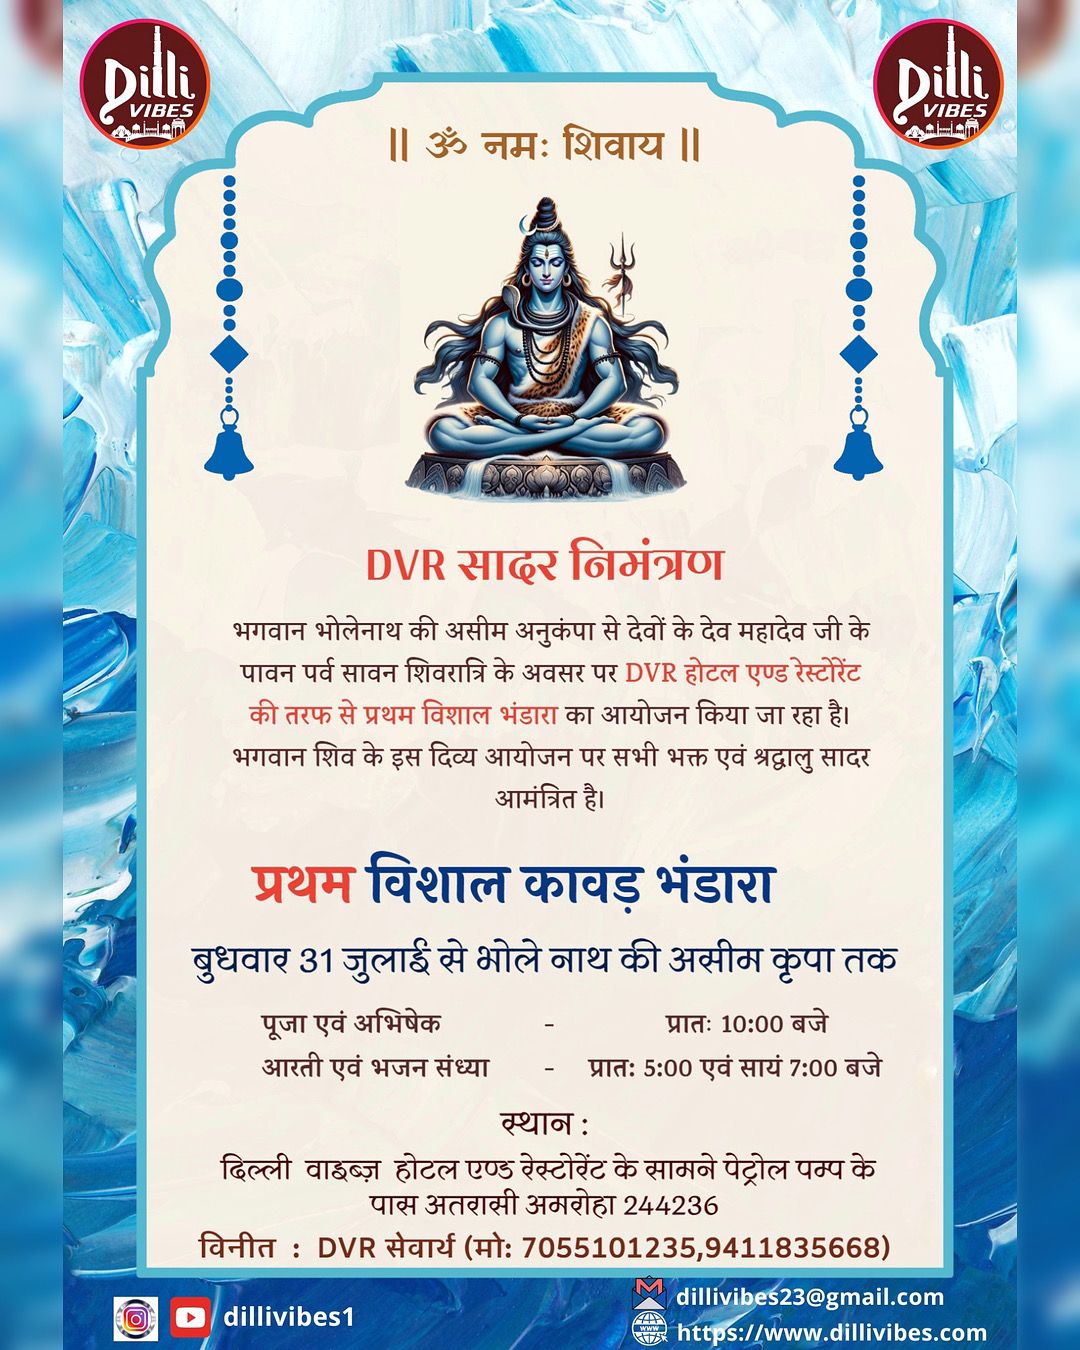 Dilli
VIBES
Dilli
VIBES
|| ॐ नमः शिवाय ||
DVR सादर निमंत्रण
भगवान भोलेनाथ की असीम अनुकंपा से देवों के देव महादेव जी के
पावन पर्व सावन शिवरात्रि के अवसर पर DVR होटल एण्ड रेस्टोरेंट
की तरफ से प्रथम विशाल भंडारा का आयोजन किया जा रहा है।
भगवान शिव के इस दिव्य आयोजन पर सभी भक्त एवं श्रद्वालु सादर
आमंत्रित है।
प्रथम विशाल कावड़ भंडारा
बुधवार 31 जुलाई से भोले नाथ की असीम कृपा तक
पूजा एवं अभिषेक - प्रातः 10:00 बजे
आरती एवं भजन संध्या - प्रात: 5:00 एवं सायं 7:00 बजे
स्थान :
दिल्ली वाइब्ज़ होटल एण्ड रेस्टोरेंट के सामने पेट्रोल पम्प के
पास अतरासी अमरोहा 244236
विनीत : DVR सेवार्थ (मो: 7055101235,9411835668)
dillivibes1
dillivibes23@gmail.com
https://www.dillivibes.com